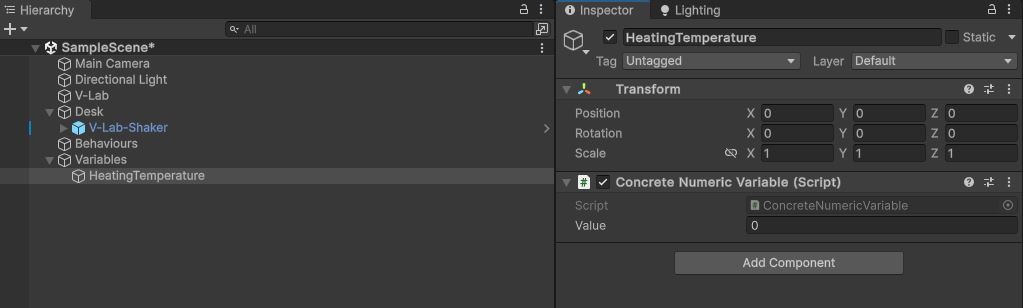 Hierarchy
All
SampleScene*
Main Camera
Directional Light
V-Lab
Desk
V-Lab-Shaker
Behaviours
Variables
HeatingTemperature
Inspector Lighting
HeatingTemperature Static
Tag Untagged Layer Default
Transform
Position X 0 Y 0 Z 0
Rotation X 0 Y 0 Z 0
Scale X 1 Y 1 Z 1
# Concrete Numeric Variable (Script)
Script # ConcreteNumericVariable
Value 0
Add Component